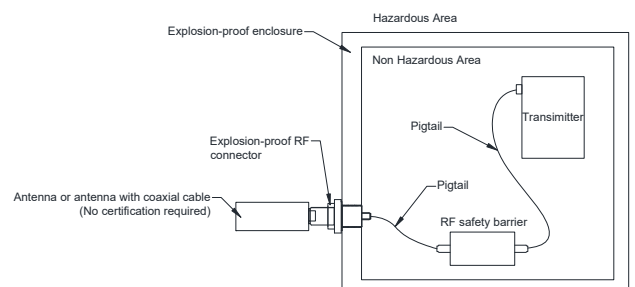 Hazardous Area
Explosion-proof enclosure
Non Hazardous Area
Transimitter
Pigtail
Explosion-proof RF
connector
Pigtail
Antenna or antenna with coaxial cable
(No certification required)
RF safety barrier